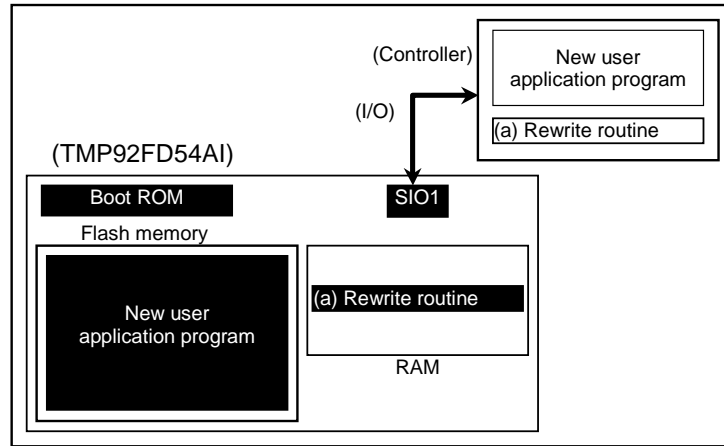 (Controller)
New user
application program
(I/O)
(a) Rewrite routine
(TMP92FD54AI)
Boot ROM
SIO1
Flash memory
New user
application program
(a) Rewrite routine
RAM